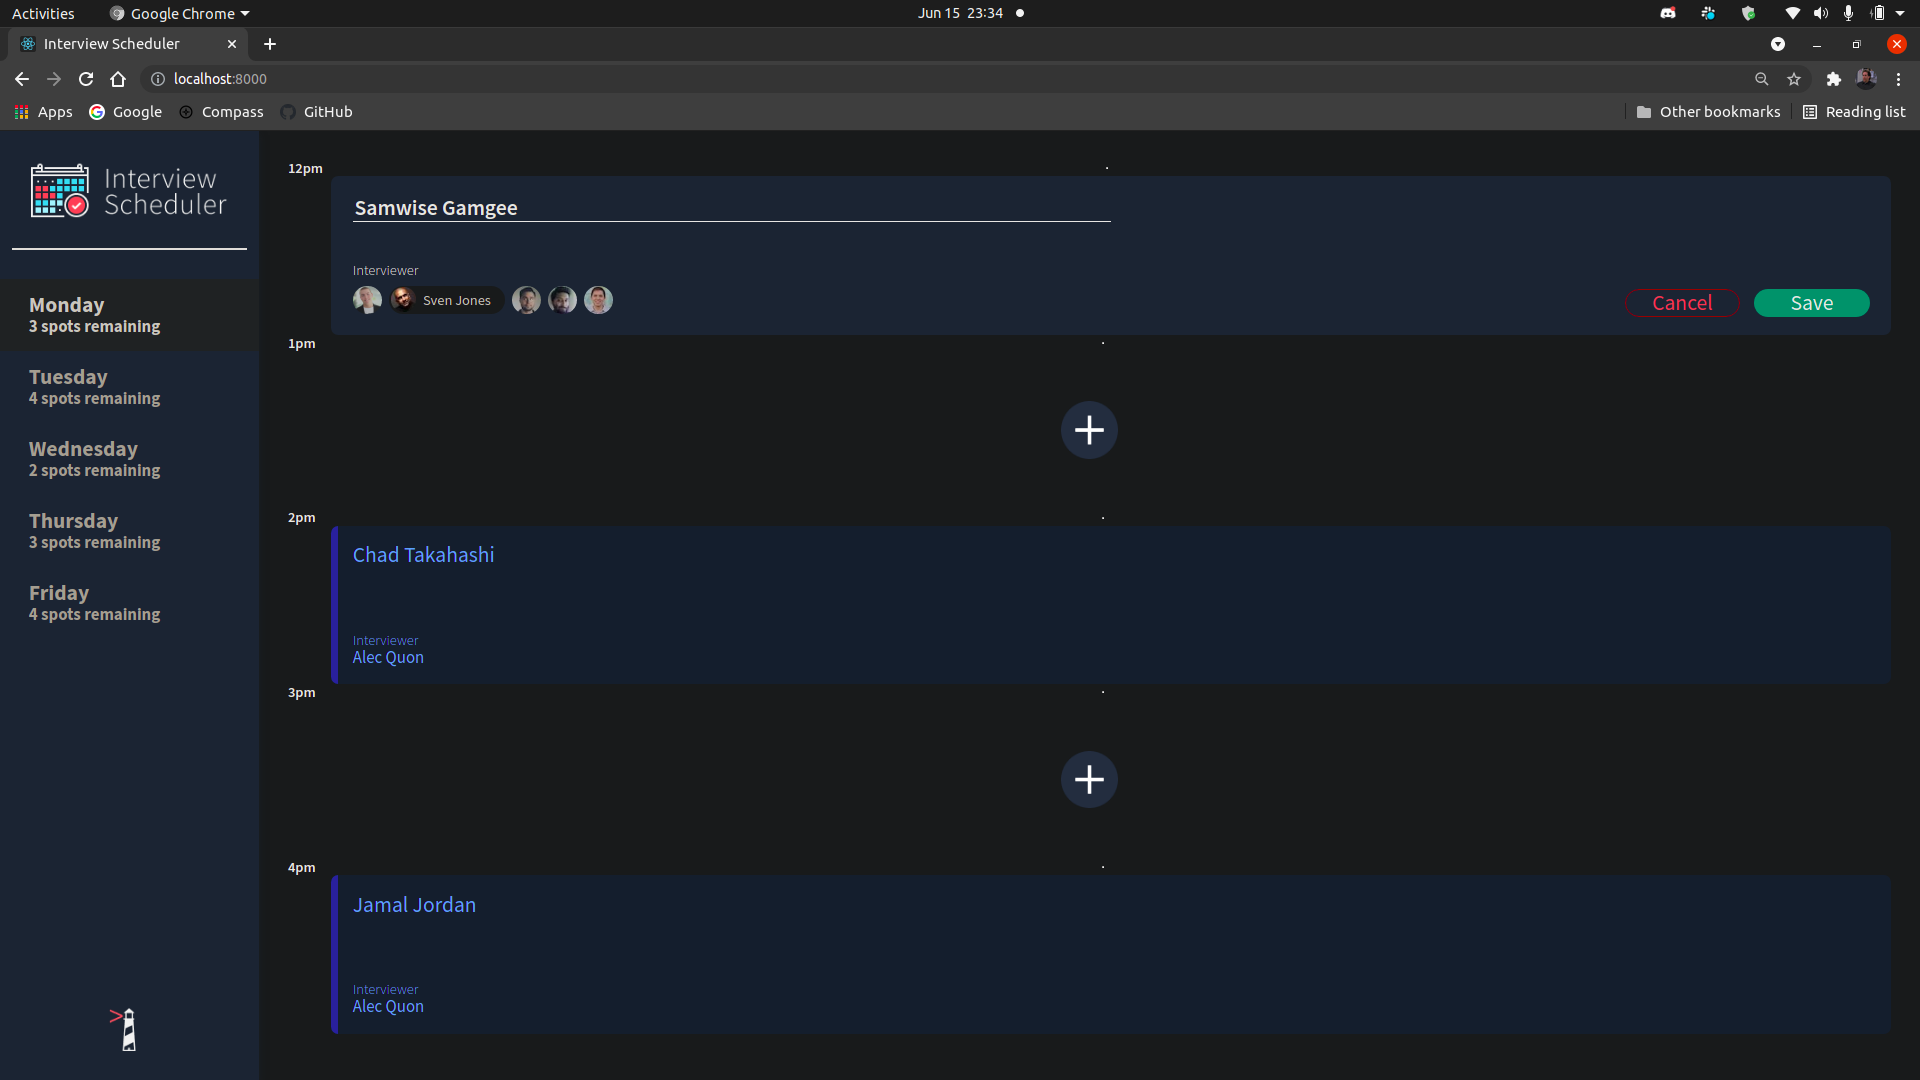 Activities
Google Chrome
Jun 15 23:34
Interview Scheduler
localhost:8000
Apps
Google
Compass
GitHub
Other bookmarks
Reading list
Interview
Scheduler
Monday
3 spots remaining
Tuesday
4 spots remaining
Wednesday
2 spots remaining
Thursday
3 spots remaining
Friday
4 spots remaining
12pm
Samwise Gamgee
Interviewer
Sven Jones
Cancel
Save
1pm
2pm
Chad Takahashi
Interviewer
Alec Quon
3pm
4pm
Jamal Jordan
Interviewer
Alec Quon